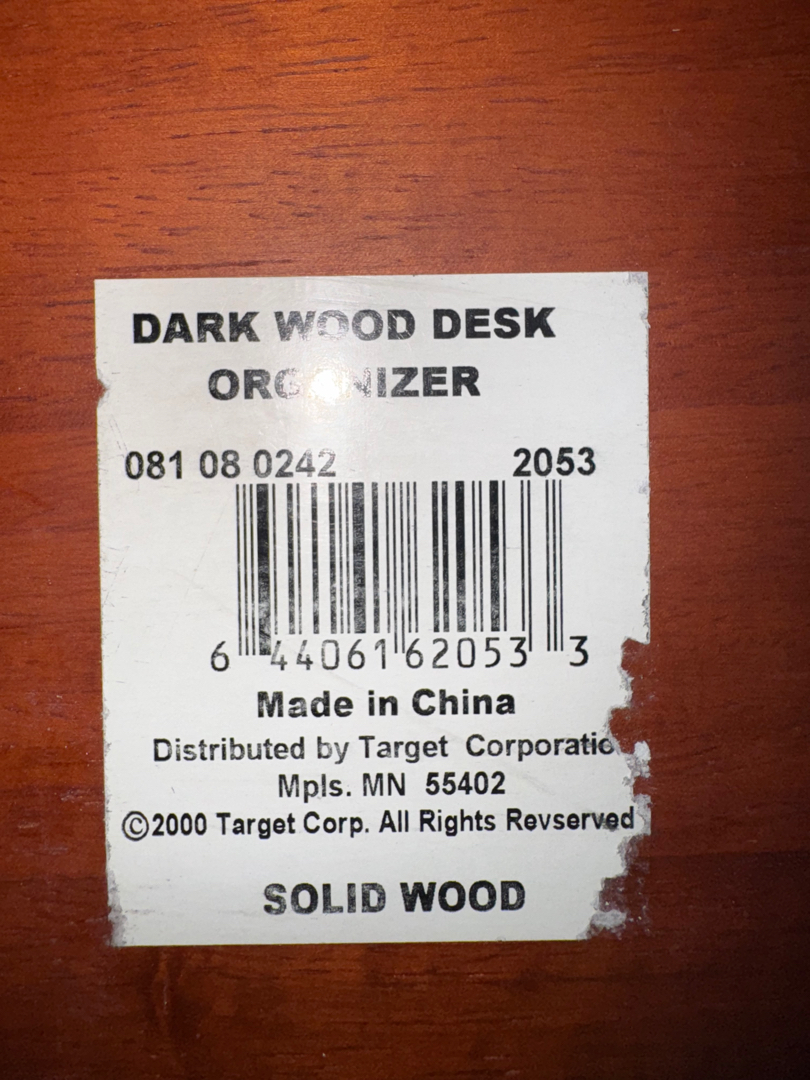 DARK WOOD DESK
ORGANIZER
081 08 0242 2053
6 44061 62053 3
Made in China
Distributed by Target Corporatio
Mpls. MN 55402
©2000 Target Corp. All Rights Revserved
SOLID WOOD